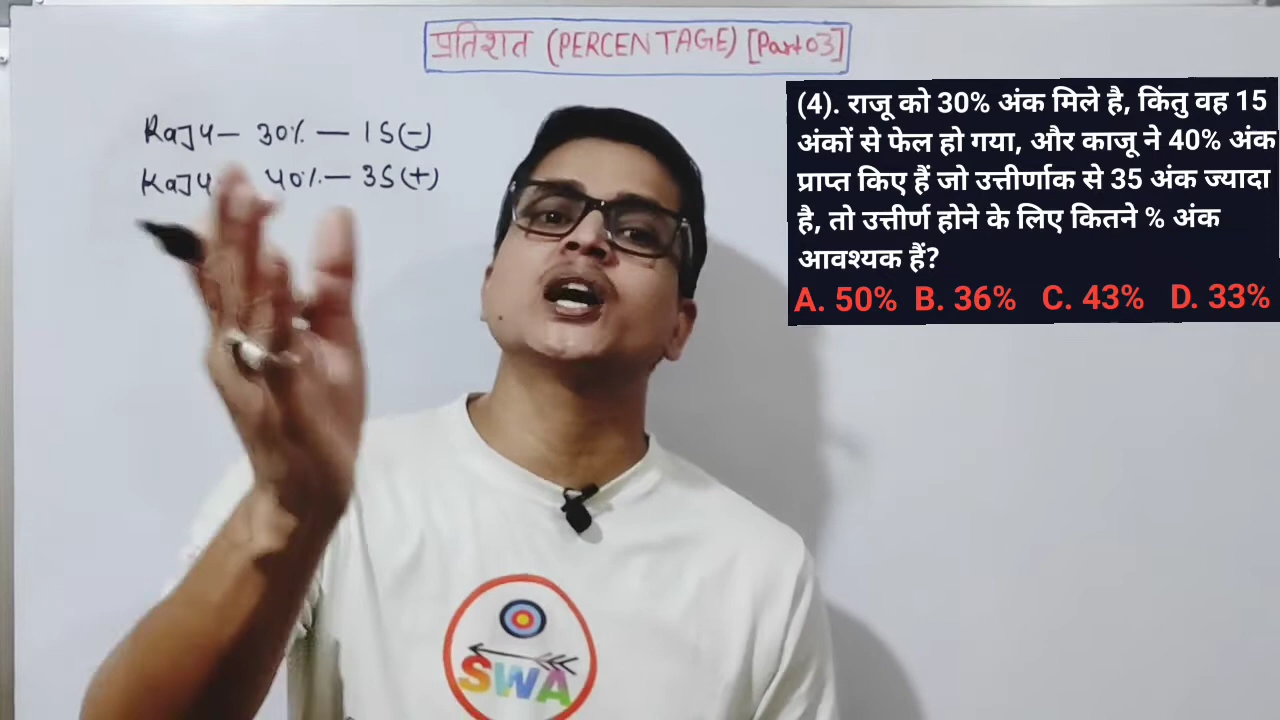 प्रतिशत (PERCENTAGE) [Part 03]
Raju – 30% – 15(-)
Kaju – 40% – 35(+)
(4). राजू को 30% अंक मिले है, किंतु वह 15
अंकों से फेल हो गया, और काजू ने 40% अंक
प्राप्त किए हैं जो उत्तीर्णाक से 35 अंक ज्यादा
है, तो उत्तीर्ण होने के लिए कितने % अंक
आवश्यक हैं?
A. 50% B. 36% C. 43% D. 33%
SWA